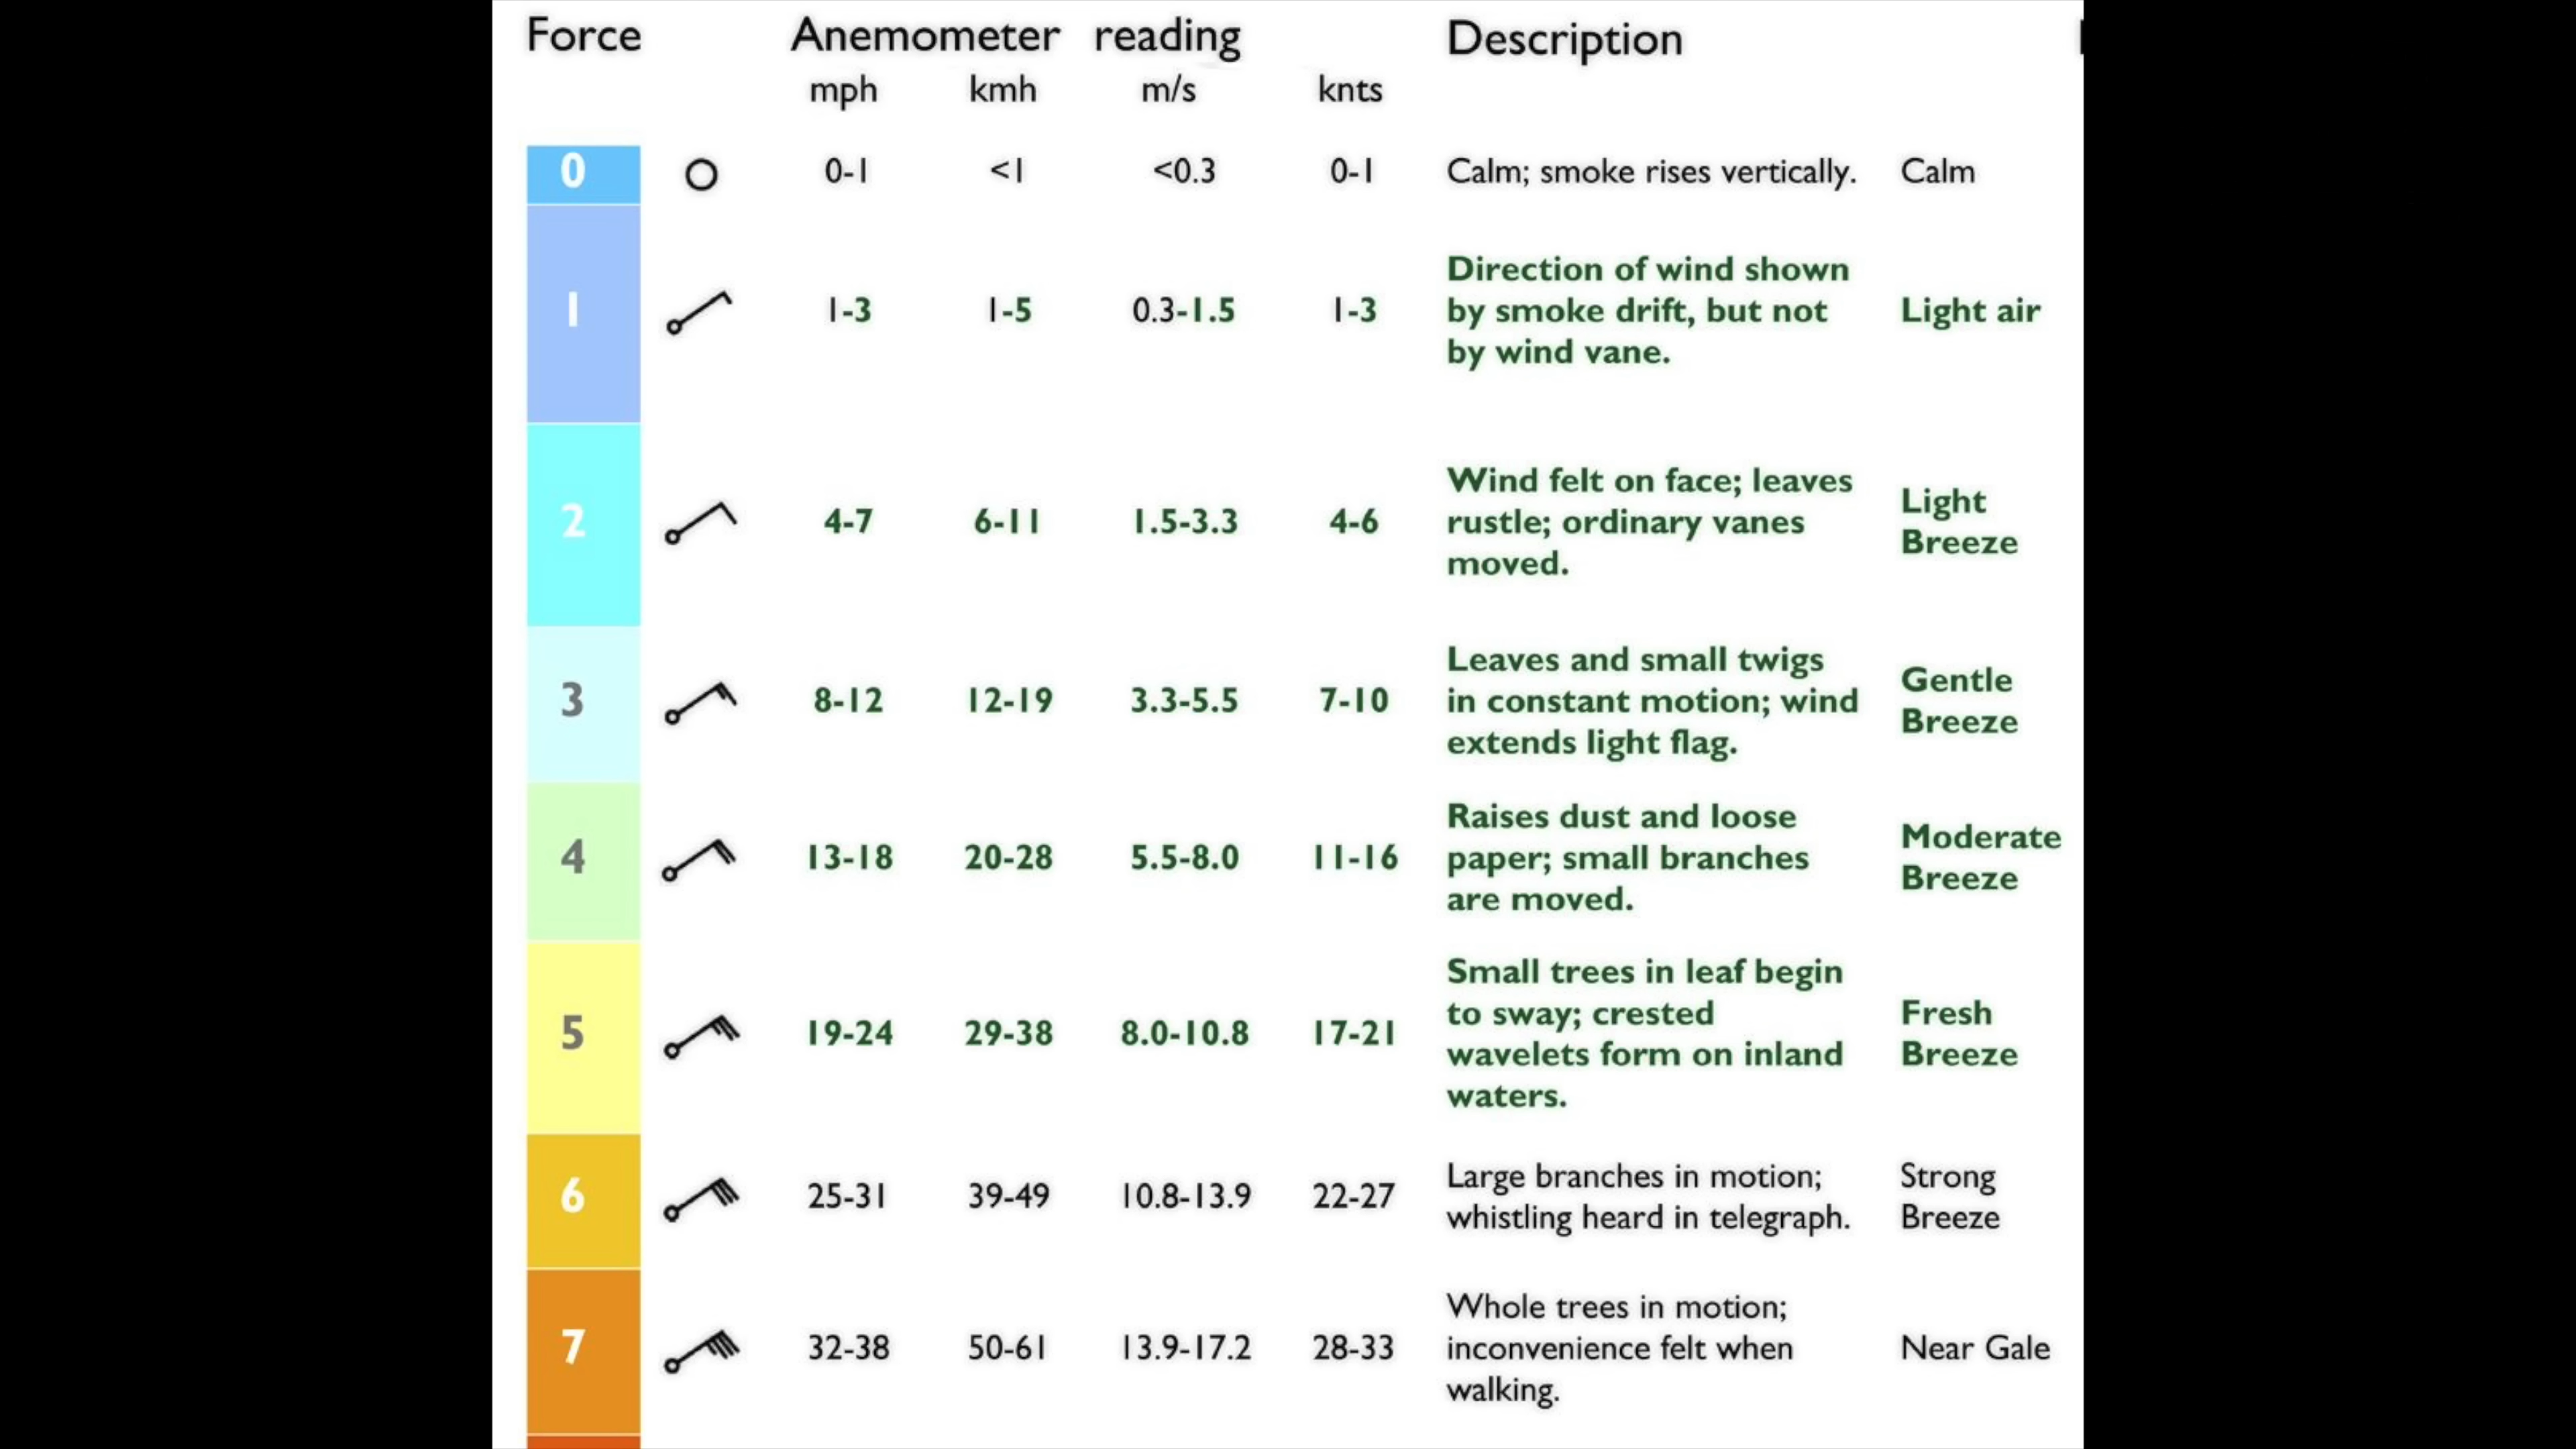 Force Anemometer reading Description
mph kmh m/s knts
0 0-1 <1 <0.3 0-1 Calm; smoke rises vertically. Calm
Direction of wind shown
1 1-3 1-5 0.3-1.5 1-3 by smoke drift, but not Light air
by wind vane.
Wind felt on face; leaves Light
2 4-7 6-11 1.5-3.3 4-6 rustle; ordinary vanes Breeze
moved.
Leaves and small twigs Gentle
3 8-12 12-19 3.3-5.5 7-10 in constant motion; wind Breeze
extends light flag.
Raises dust and loose Moderate
4 13-18 20-28 5.5-8.0 11-16 paper; small branches Breeze
are moved.
Small trees in leaf begin
to sway; crested Fresh
5 19-24 29-38 8.0-10.8 17-21 wavelets form on inland Breeze
waters.
6 25-31 39-49 10.8-13.9 22-27 Large branches in motion; Strong
whistling heard in telegraph. Breeze
Whole trees in motion;
7 32-38 50-61 13.9-17.2 28-33 inconvenience felt when Near Gale
walking.